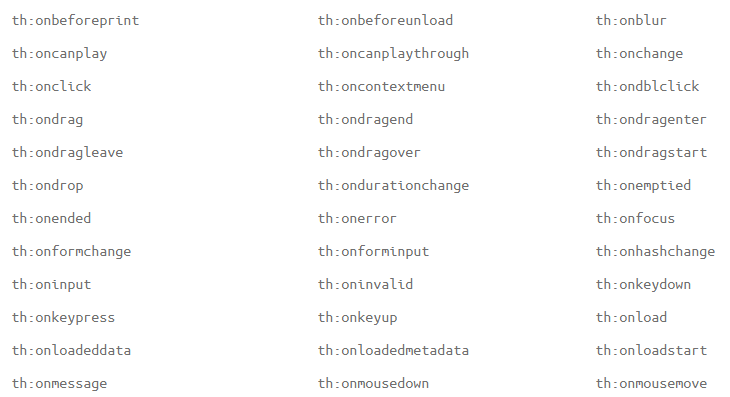 th:onbeforeprint th:onbeforeunload th:onblur
th:oncanplay th:oncanplaythrough th:onchange
th:onclick th:oncontextmenu th:ondblclick
th:ondrag th:ondragend th:ondragenter
th:ondragleave th:ondragover th:ondragstart
th:ondrop th:ondurationchange th:onemptied
th:onended th:onerror th:onfocus
th:onformchange th:onforminput th:onhashchange
th:oninput th:oninvalid th:onkeydown
th:onkeypress th:onkeyup th:onload
th:onloadeddata th:onloadedmetadata th:onloadstart
th:onmessage th:onmousedown th:onmousemove